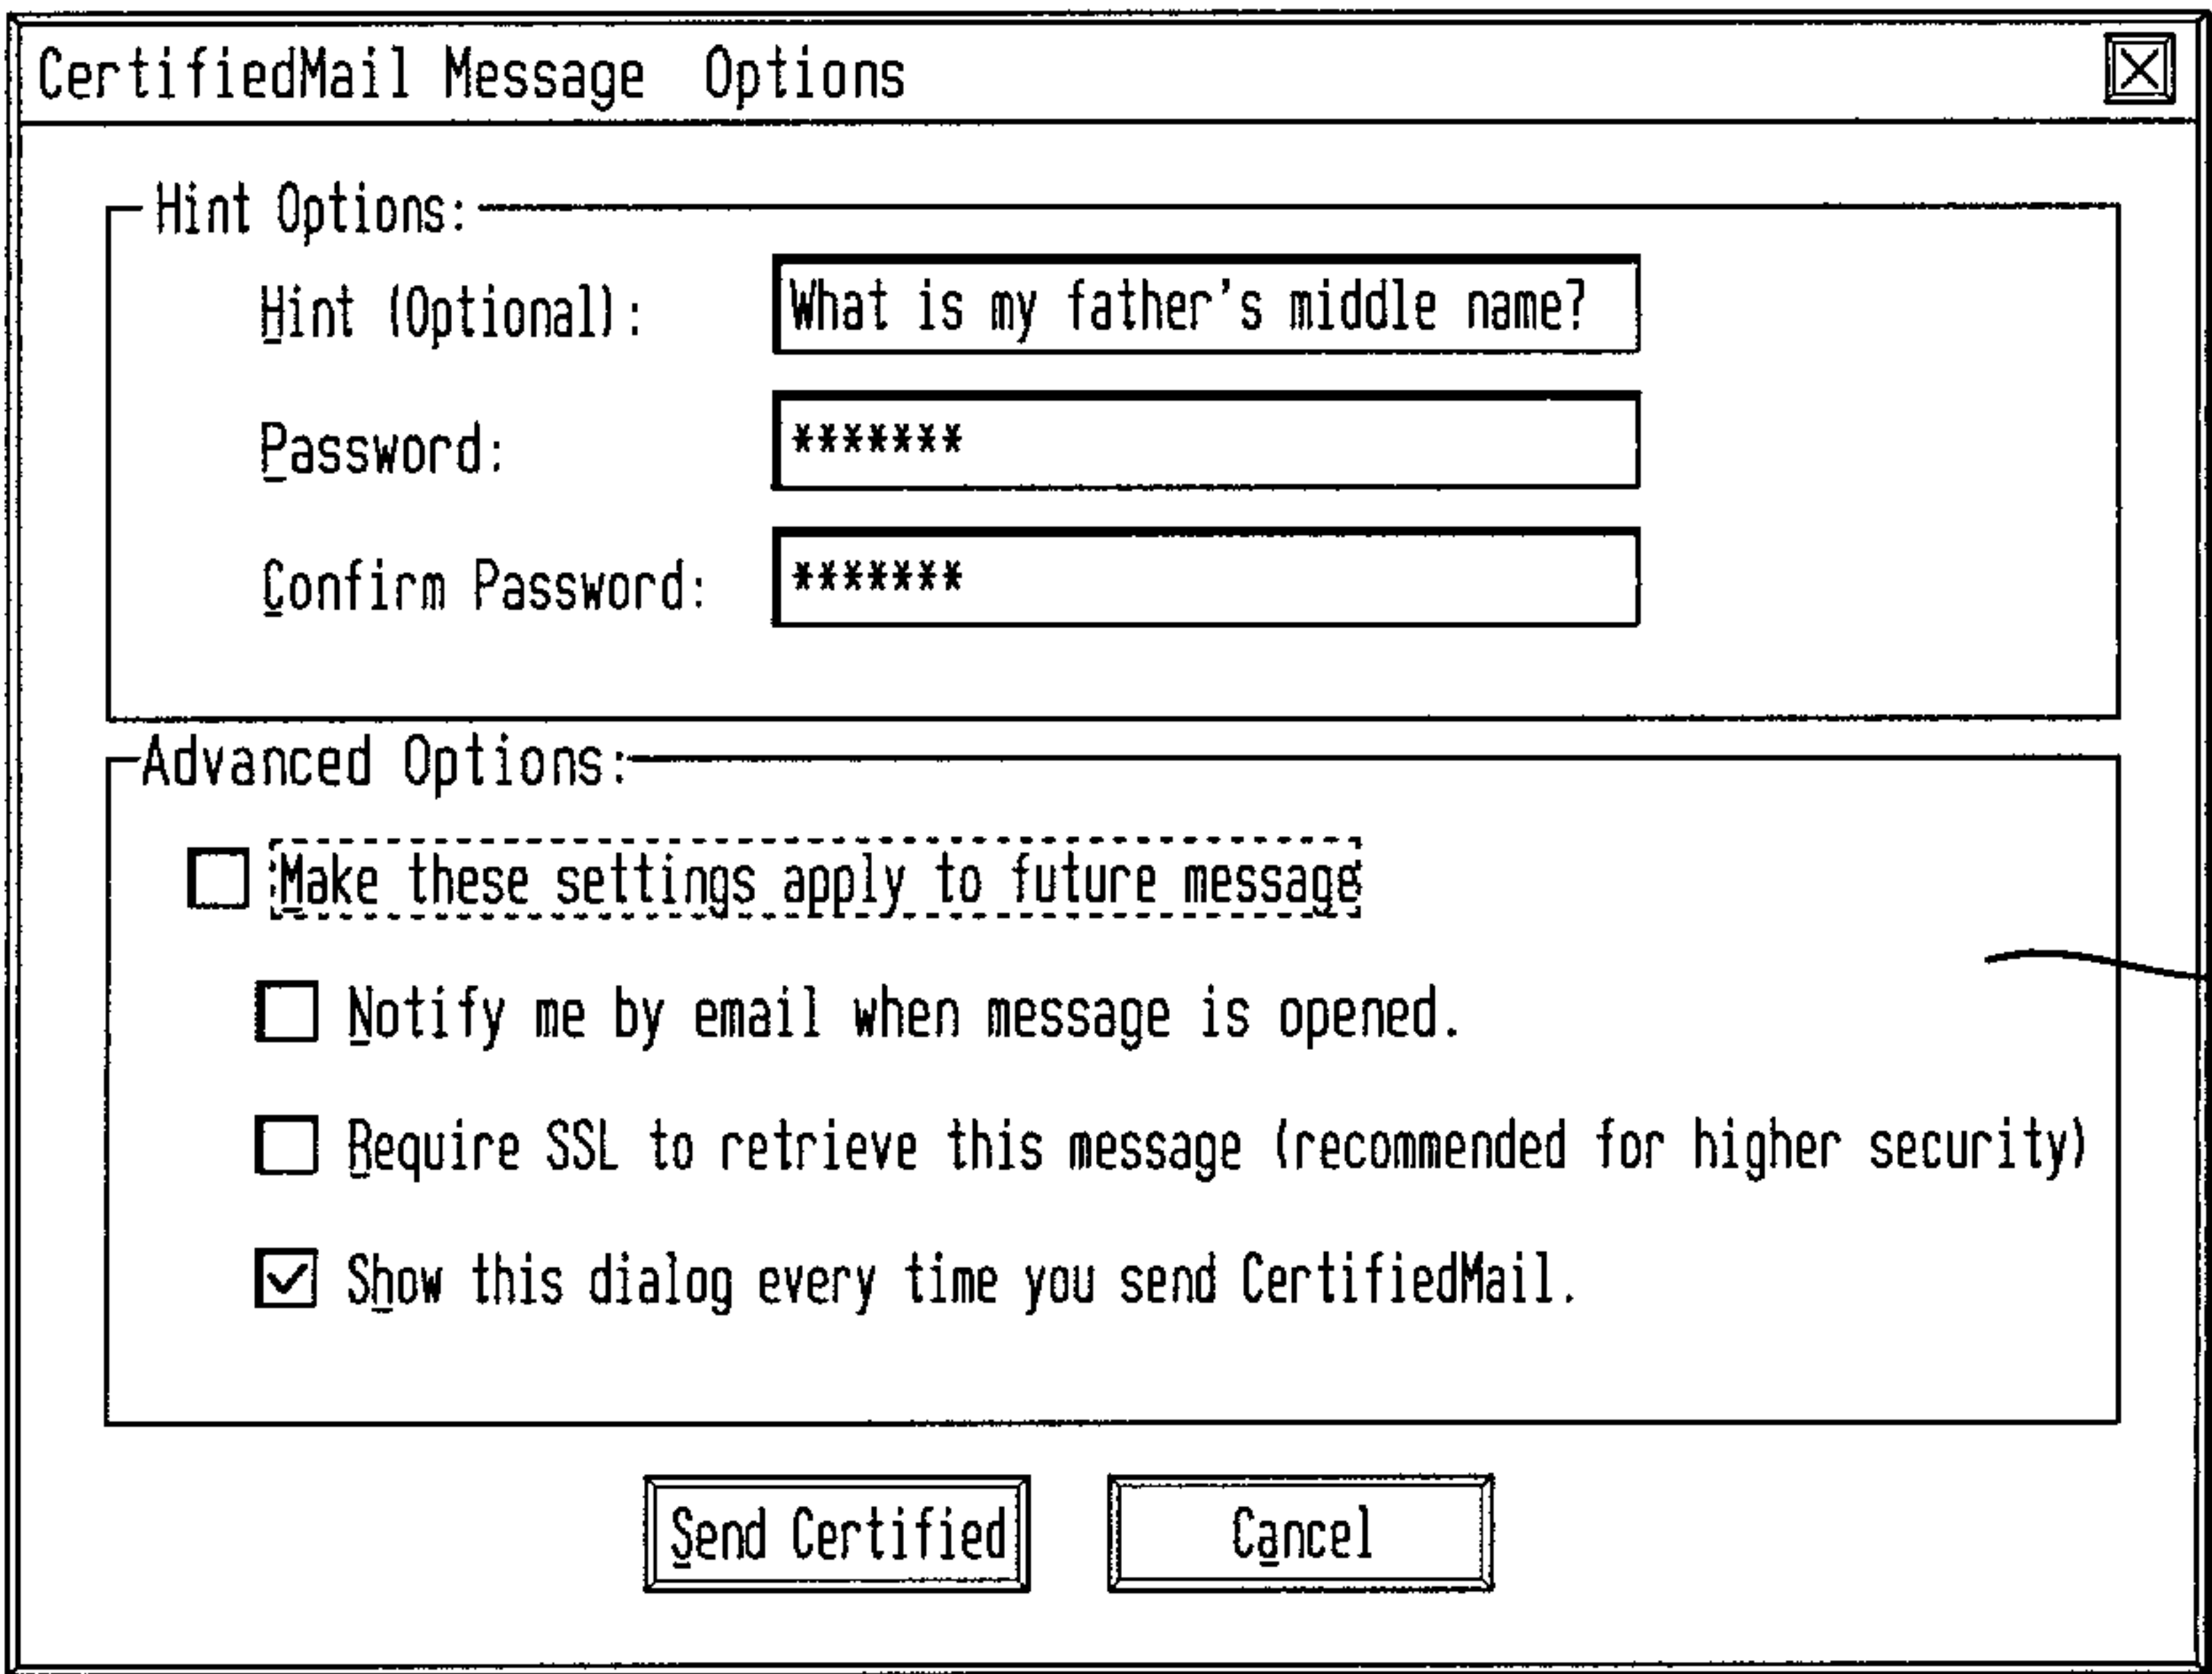 CertifiedMail Message Options
Hint Options:
Hint (Optional): What is my father's middle name?
Password: *******
Confirm Password: *******
Advanced Options:
Make these settings apply to future message
Notify me by email when message is opened.
Require SSL to retrieve this message (recommended for higher security)
Show this dialog every time you send CertifiedMail.
Send Certified Cancel